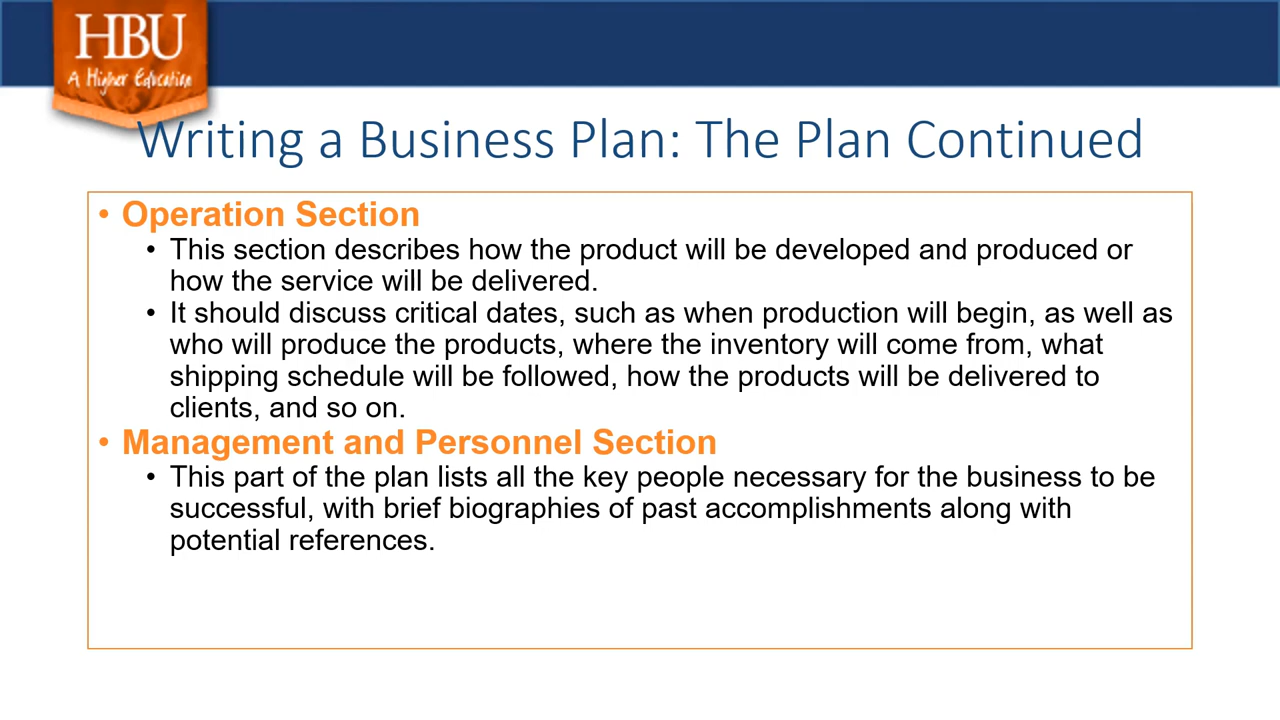 HBU
A Higher Education
Writing a Business Plan: The Plan Continued
• Operation Section
• This section describes how the product will be developed and produced or
how the service will be delivered.
• It should discuss critical dates, such as when production will begin, as well as
who will produce the products, where the inventory will come from, what
shipping schedule will be followed, how the products will be delivered to
clients, and so on.
• Management and Personnel Section
• This part of the plan lists all the key people necessary for the business to be
successful, with brief biographies of past accomplishments along with
potential references.